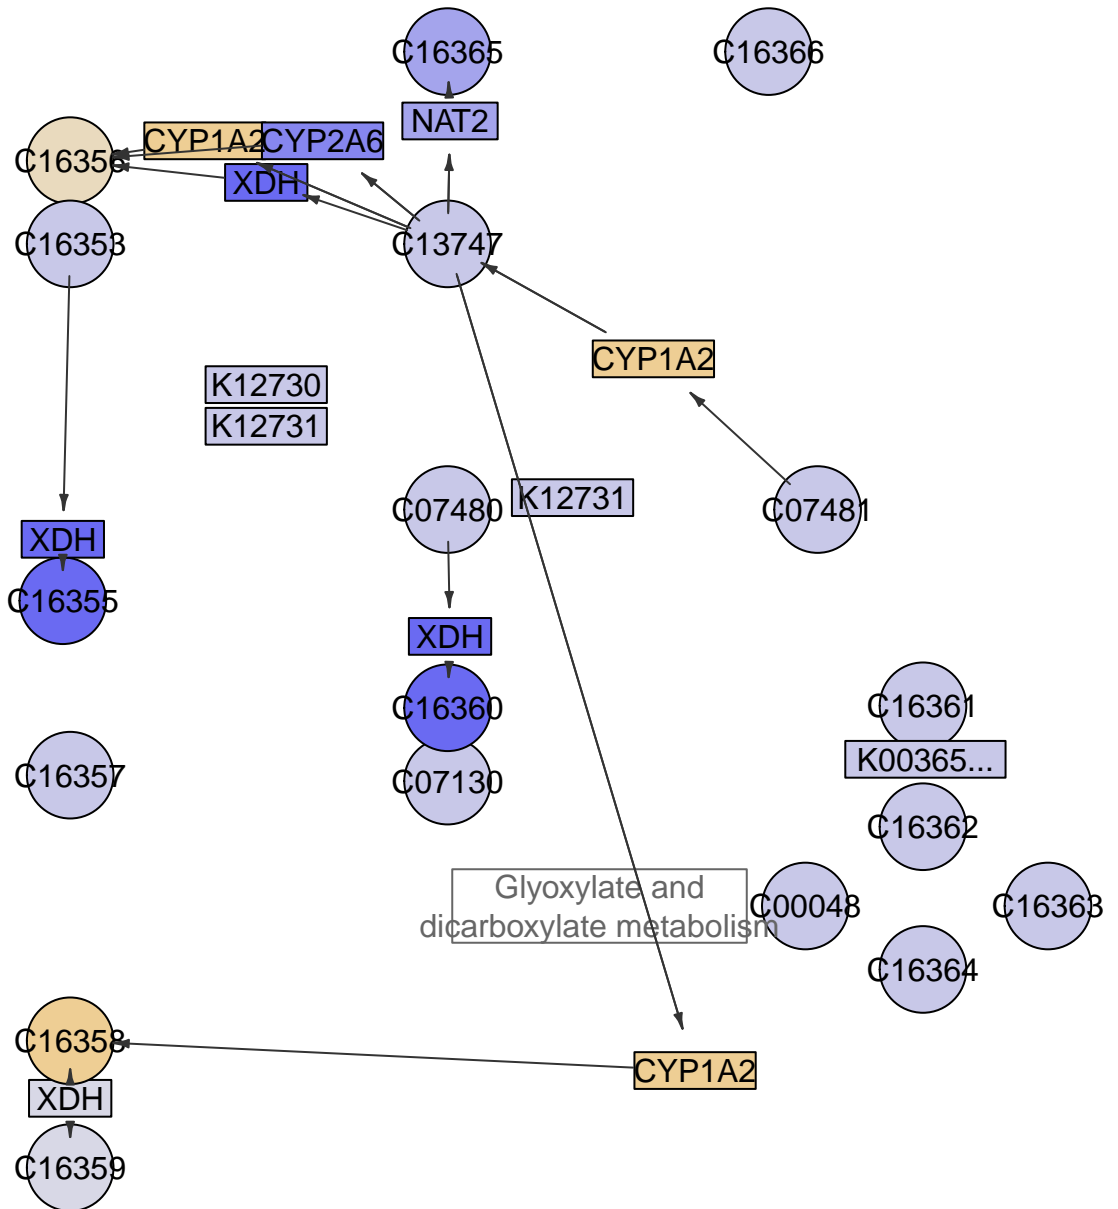 C16365
C16366
NAT2
CYP1A2
CYP2A6
C16356
XDH
C16353
C13747
CYP1A2
K12730
K12731
K12731
C07480
C07481
XDH
C16355
XDH
C16360
C16361
K00365...
C16357
C07130
C16362
Glyoxylate and
dicarboxylate metabolism
C00048
C16363
C16364
C16358
CYP1A2
XDH
C16359